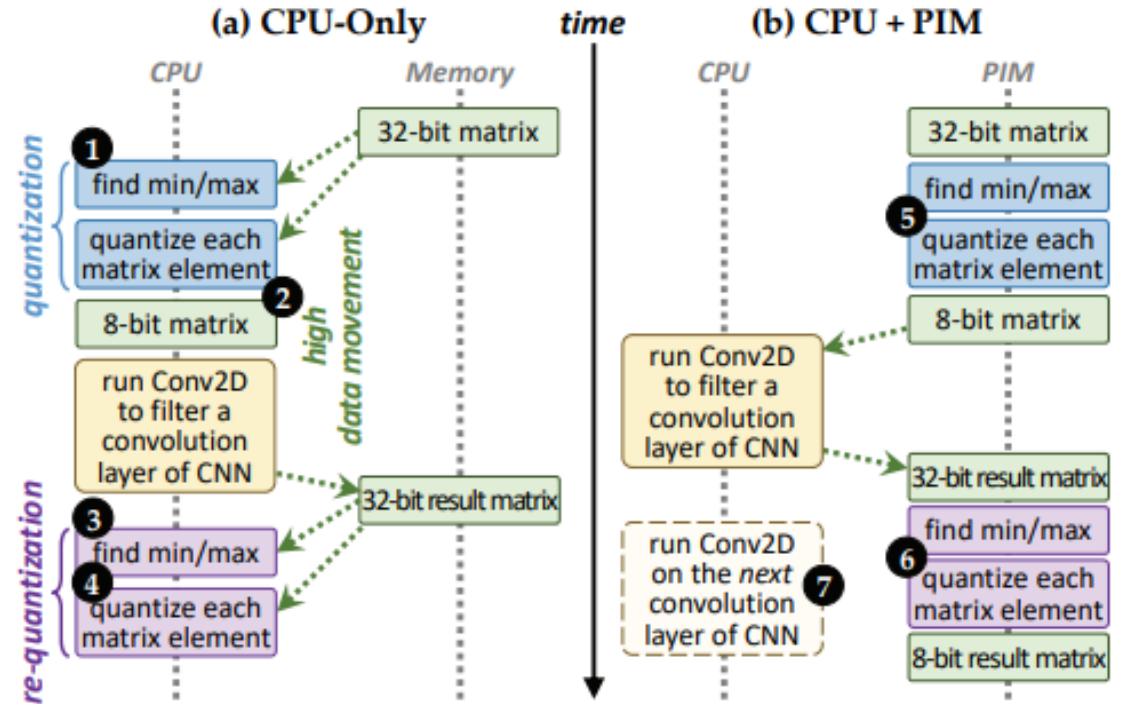 (a) CPU-Only
time
(b) CPU + PIM
CPU
Memory
CPU
PIM
quantization
1
find min/max
quantize each
matrix element
2
8-bit matrix
32-bit matrix
high
data movement
run Conv2D
to filter a
convolution
layer of CNN
32-bit result matrix
re-quantization
3
find min/max
4
quantize each
matrix element
32-bit matrix
find min/max
5
quantize each
matrix element
8-bit matrix
run Conv2D
to filter a
convolution
layer of CNN
32-bit result matrix
find min/max
6
quantize each
matrix element
8-bit result matrix
run Conv2D
on the next
convolution
layer of CNN
7